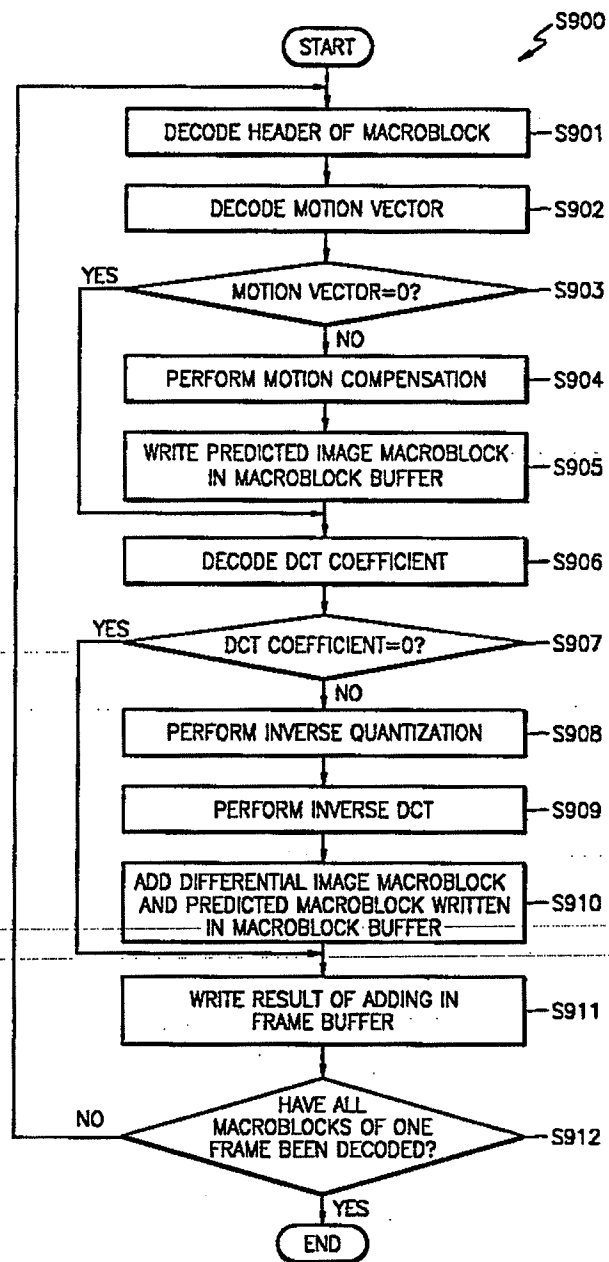 S900
START
DECODE HEADER OF MACROBLOCK
S901
DECODE MOTION VECTOR
S902
YES
MOTION VECTOR=0?
S903
NO
PERFORM MOTION COMPENSATION
S904
WRITE PREDICTED IMAGE MACROBLOCK
IN MACROBLOCK BUFFER
S905
DECODE DCT COEFFICIENT
S906
YES
DCT COEFFICIENT=0?
S907
NO
PERFORM INVERSE QUANTIZATION
S908
PERFORM INVERSE DCT
S909
ADD DIFFERENTIAL IMAGE MACROBLOCK
AND PREDICTED MACROBLOCK WRITTEN
IN MACROBLOCK BUFFER
S910
WRITE RESULT OF ADDING IN
FRAME BUFFER
S911
NO
HAVE ALL
MACROBLOCKS OF ONE
FRAME BEEN DECODED?
S912
YES
END